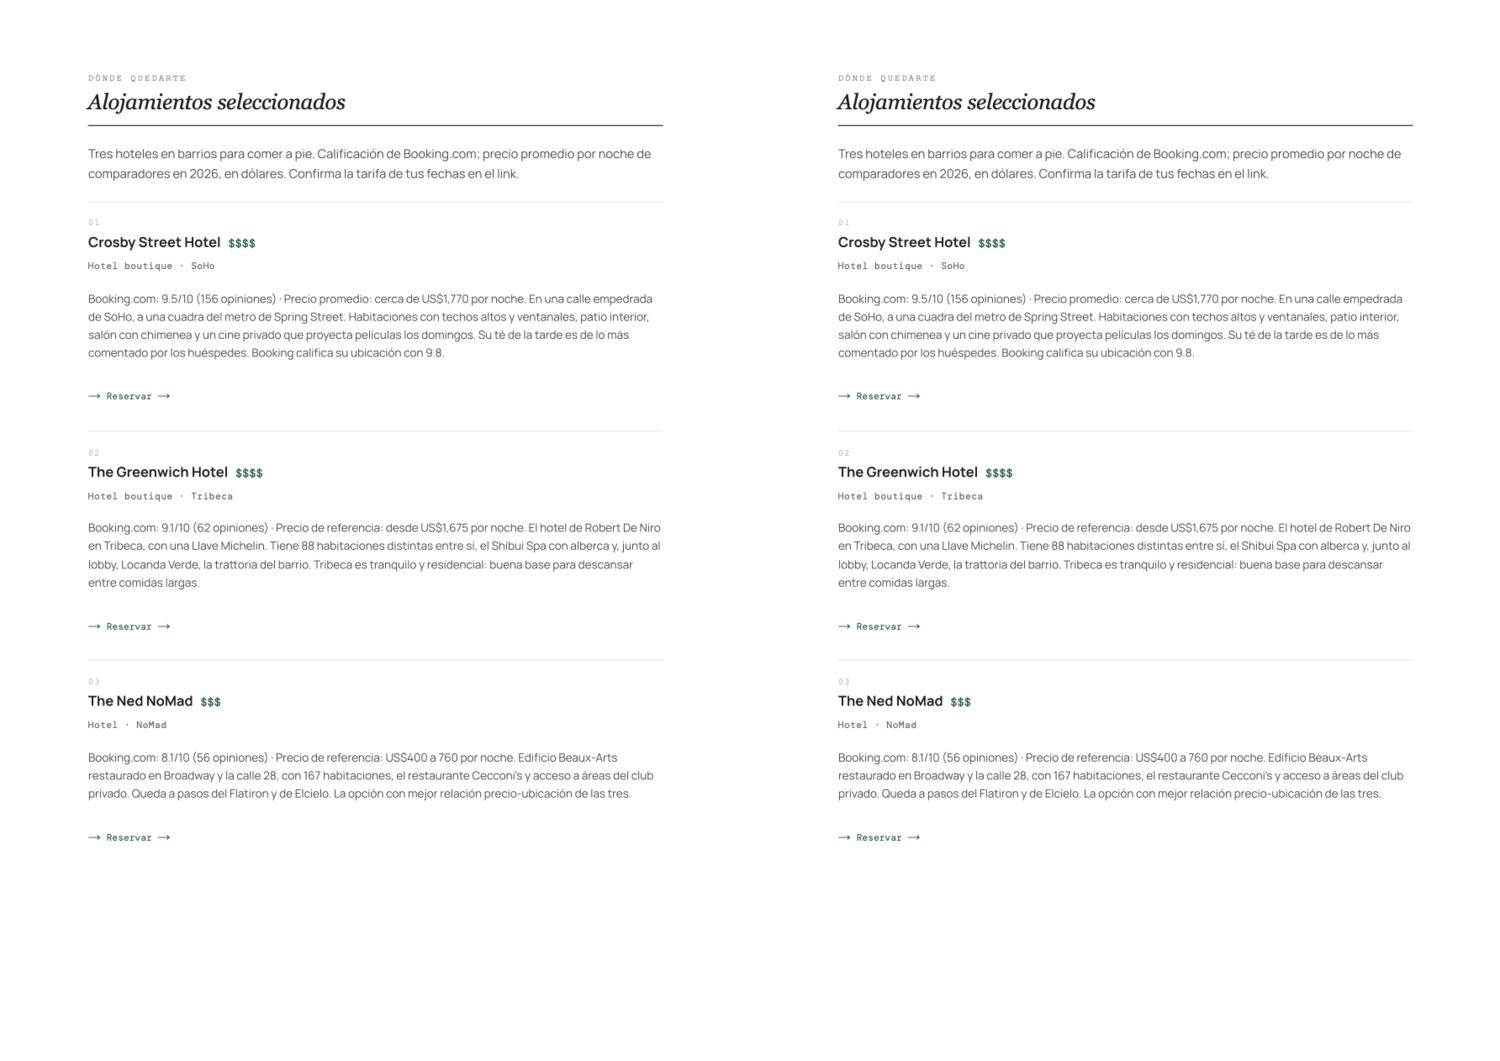 DÓNDE QUEDARTE
Alojamientos seleccionados
Tres hoteles en barrios para comer a pie. Calificación de Booking.com; precio promedio por noche de
comparadores en 2026, en dólares. Confirma la tarifa de tus fechas en el link.
01
Crosby Street Hotel $$$$
Hotel boutique · SoHo
Booking.com: 9.5/10 (156 opiniones) · Precio promedio: cerca de US$1,770 por noche. En una calle empedrada
de SoHo, a una cuadra del metro de Spring Street. Habitaciones con techos altos y ventanales, patio interior,
salón con chimenea y un cine privado que proyecta películas los domingos. Su té de la tarde es de lo más
comentado por los huéspedes. Booking califica su ubicación con 9.8.
→ Reservar →
02
The Greenwich Hotel $$$$
Hotel boutique · Tribeca
Booking.com: 9.1/10 (62 opiniones) · Precio de referencia: desde US$1,675 por noche. El hotel de Robert De Niro
en Tribeca, con una Llave Michelin. Tiene 88 habitaciones distintas entre sí, el Shibui Spa con alberca y, junto al
lobby, Locanda Verde, la trattoria del barrio. Tribeca es tranquilo y residencial: buena base para descansar
entre comidas largas.
→ Reservar →
03
The Ned NoMad $$$
Hotel · NoMad
Booking.com: 8.1/10 (56 opiniones) · Precio de referencia: US$400 a 760 por noche. Edificio Beaux-Arts
restaurado en Broadway y la calle 28, con 167 habitaciones, el restaurante Cecconi's y acceso a áreas del club
privado. Queda a pasos del Flatiron y de Elcielo. La opción con mejor relación precio-ubicación de las tres.
→ Reservar →
DÓNDE QUEDARTE
Alojamientos seleccionados
Tres hoteles en barrios para comer a pie. Calificación de Booking.com; precio promedio por noche de
comparadores en 2026, en dólares. Confirma la tarifa de tus fechas en el link.
01
Crosby Street Hotel $$$$
Hotel boutique · SoHo
Booking.com: 9.5/10 (156 opiniones) · Precio promedio: cerca de US$1,770 por noche. En una calle empedrada
de SoHo, a una cuadra del metro de Spring Street. Habitaciones con techos altos y ventanales, patio interior,
salón con chimenea y un cine privado que proyecta películas los domingos. Su té de la tarde es de lo más
comentado por los huéspedes. Booking califica su ubicación con 9.8.
→ Reservar →
02
The Greenwich Hotel $$$$
Hotel boutique · Tribeca
Booking.com: 9.1/10 (62 opiniones) · Precio de referencia: desde US$1,675 por noche. El hotel de Robert De Niro
en Tribeca, con una Llave Michelin. Tiene 88 habitaciones distintas entre sí, el Shibui Spa con alberca y, junto al
lobby, Locanda Verde, la trattoria del barrio. Tribeca es tranquilo y residencial: buena base para descansar
entre comidas largas.
→ Reservar →
03
The Ned NoMad $$$
Hotel · NoMad
Booking.com: 8.1/10 (56 opiniones) · Precio de referencia: US$400 a 760 por noche. Edificio Beaux-Arts
restaurado en Broadway y la calle 28, con 167 habitaciones, el restaurante Cecconi's y acceso a áreas del club
privado. Queda a pasos del Flatiron y de Elcielo. La opción con mejor relación precio-ubicación de las tres.
→ Reservar →